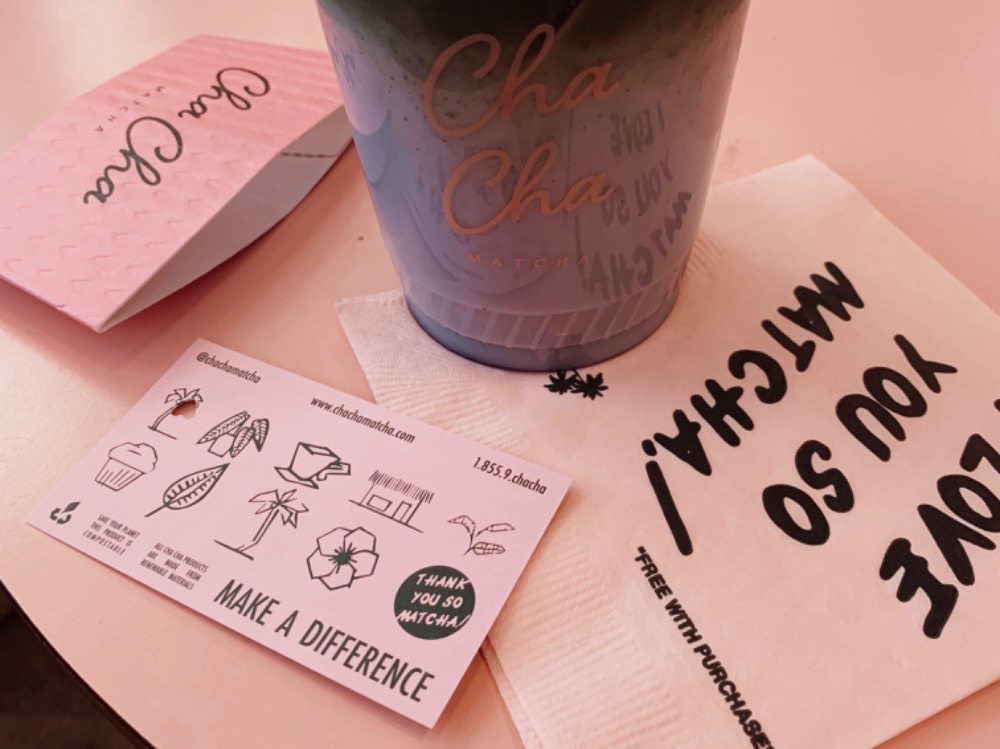 Cha Cha
MATCHA
Cha
Cha
MATCHA
I LOVE
YOU SO
MATCHA!
@chachamatcha
www.chachamatcha.com
1.855.9.chacha
SAVE YOUR PLANET
THIS PRODUCT IS
COMPOSTABLE
ALL CHA CHA PRODUCTS
ARE MADE FROM
RENEWABLE MATERIALS
MAKE A DIFFERENCE
THANK
YOU SO
MATCHA!
LOVE
YOU SO
MATCHA!
*FREE WITH PURCHASE